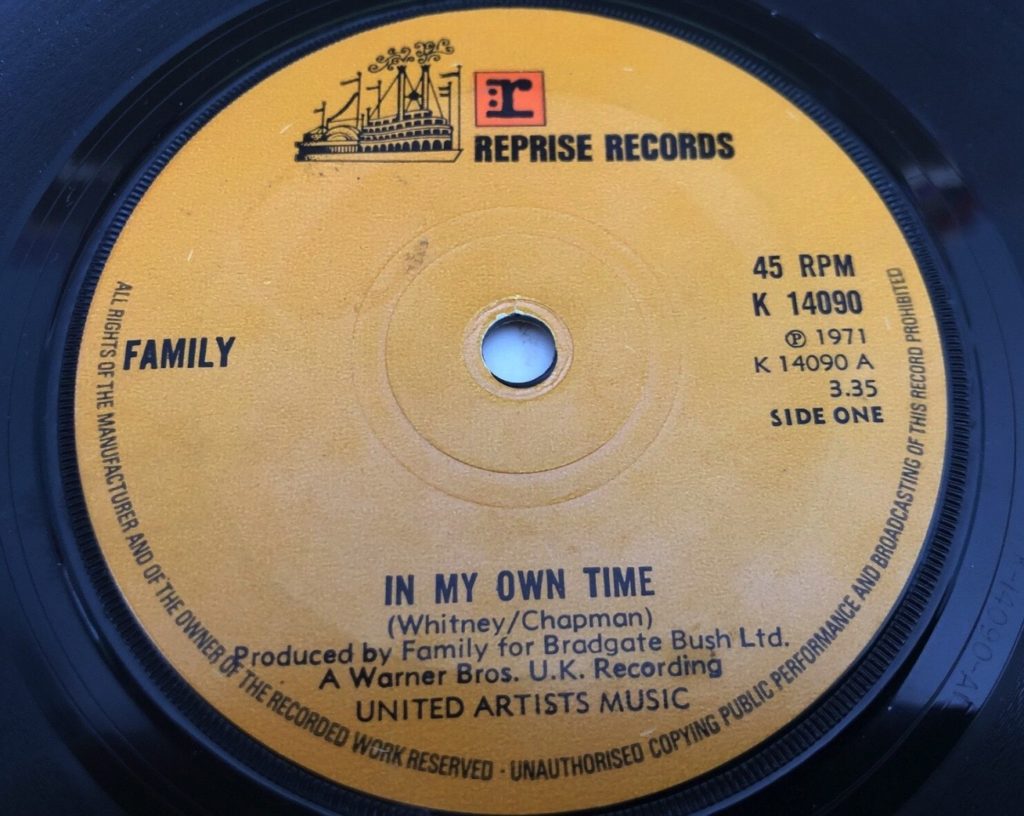 r
REPRISE RECORDS
45 RPM
K 14090
Ⓟ 1971
K 14090 A
3.35
SIDE ONE
FAMILY
IN MY OWN TIME
(Whitney/Chapman)
Produced by Family for Bradgate Bush Ltd.
A Warner Bros. U.K. Recording
UNITED ARTISTS MUSIC
ALL RIGHTS OF THE MANUFACTURER AND OF THE OWNER OF THE RECORDED WORK RESERVED · UNAUTHORISED COPYING PUBLIC PERFORMANCE AND BROADCASTING OF THIS RECORD PROHIBITED